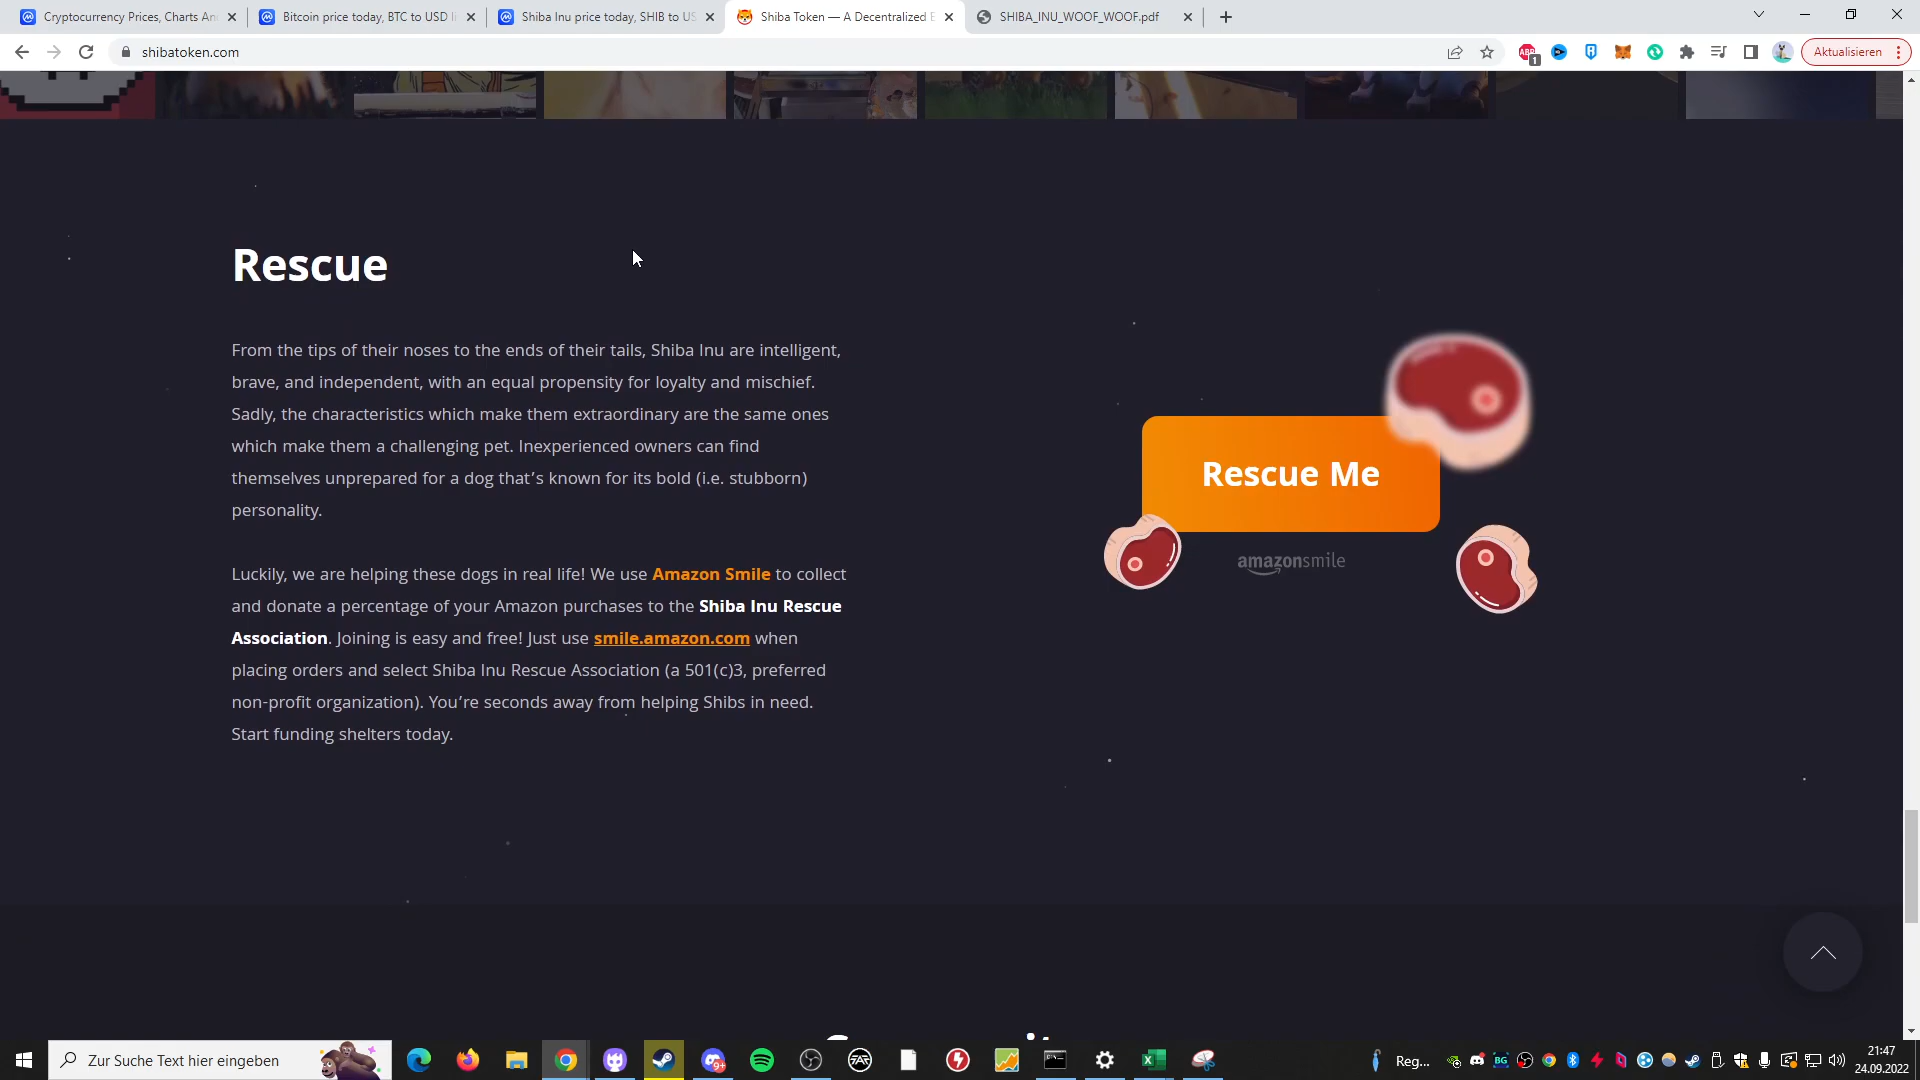 Cryptocurrency Prices, Charts An
Bitcoin price today, BTC to USD li
Shiba Inu price today, SHIB to US
Shiba Token — A Decentralized E
SHIBA_INU_WOOF_WOOF.pdf
shibatoken.com
ABP
1
Aktualisieren
Rescue
From the tips of their noses to the ends of their tails, Shiba Inu are intelligent,
brave, and independent, with an equal propensity for loyalty and mischief.
Sadly, the characteristics which make them extraordinary are the same ones
which make them a challenging pet. Inexperienced owners can find
themselves unprepared for a dog that's known for its bold (i.e. stubborn)
personality.
Luckily, we are helping these dogs in real life! We use Amazon Smile to collect
and donate a percentage of your Amazon purchases to the Shiba Inu Rescue
Association. Joining is easy and free! Just use smile.amazon.com when
placing orders and select Shiba Inu Rescue Association (a 501(c)3, preferred
non-profit organization). You're seconds away from helping Shibs in need.
Start funding shelters today.
Rescue Me
amazonsmile
Zur Suche Text hier eingeben
9+
Reg...
BG
21:47
24.09.2022